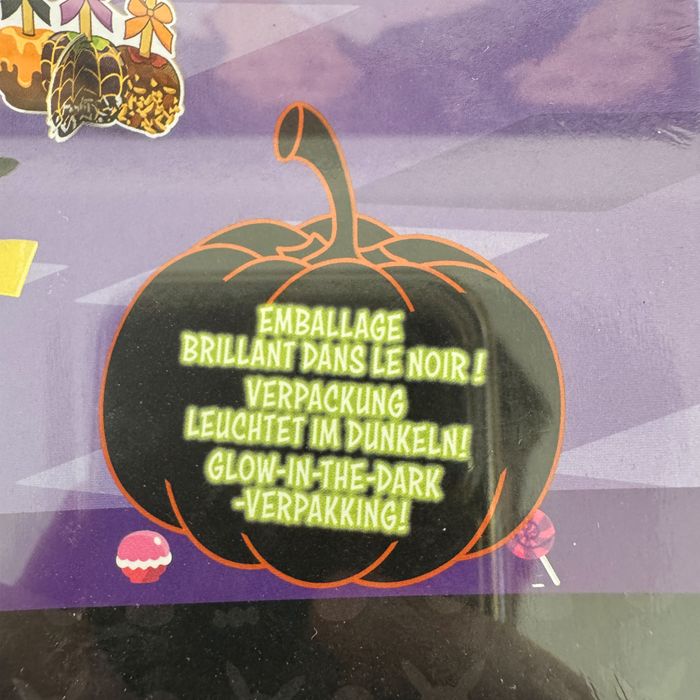 EMBALLAGE
BRILLANT DANS LE NOIR !
VERPACKUNG
LEUCHTET IM DUNKELN!
GLOW-IN-THE-DARK
-VERPAKKING!